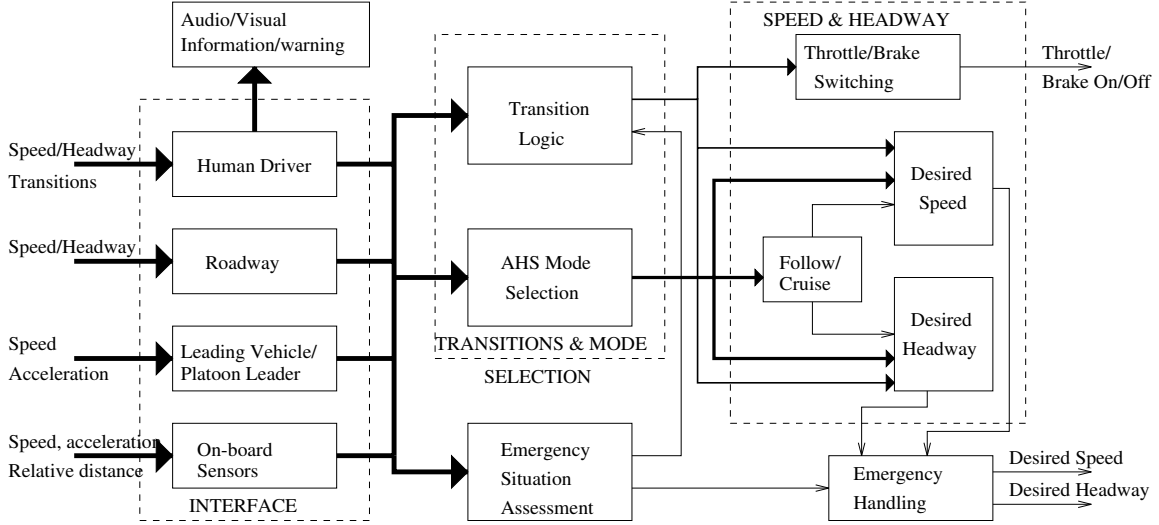 Audio/Visual
Information/warning
Speed/Headway
Transitions
Human Driver
Speed/Headway
Roadway
Speed
Acceleration
Leading Vehicle/
Platoon Leader
Speed, acceleration
Relative distance
On-board
Sensors
INTERFACE
Transition
Logic
AHS Mode
Selection
TRANSITIONS & MODE
SELECTION
Emergency
Situation
Assessment
SPEED & HEADWAY
Throttle/Brake
Switching
Throttle/
Brake On/Off
Desired
Speed
Follow/
Cruise
Desired
Headway
Emergency
Handling
Desired Speed
Desired Headway